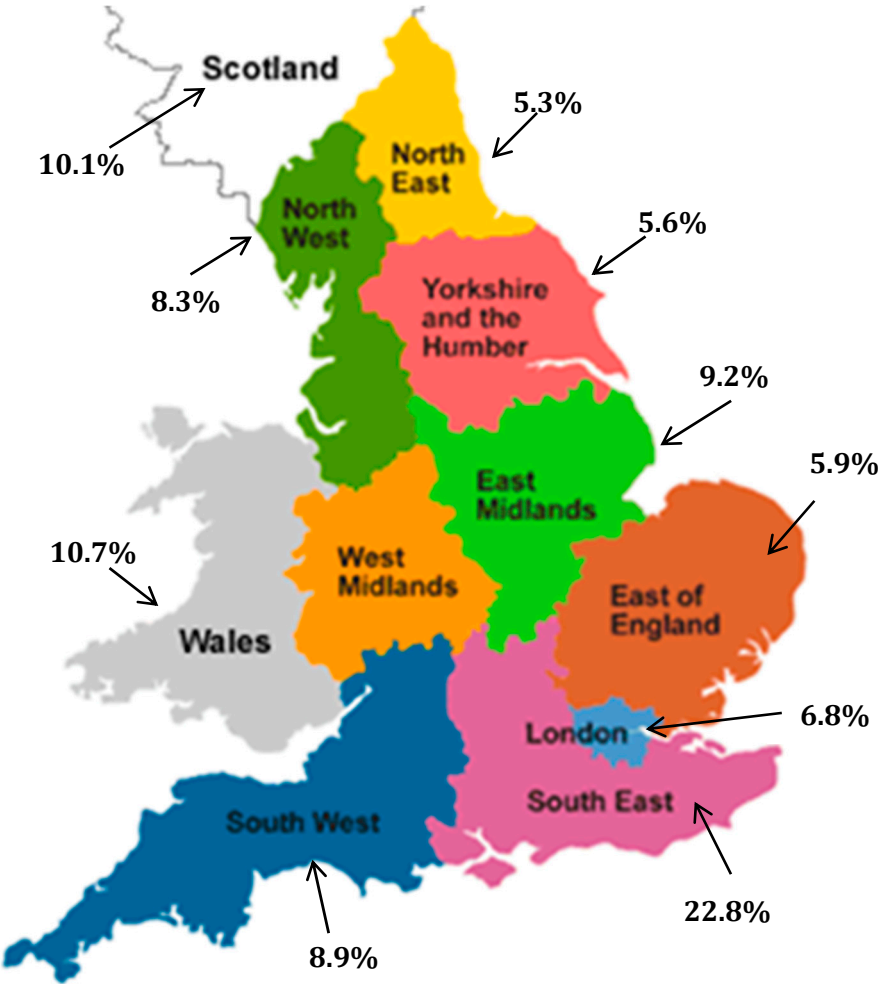 Scotland
5.3%
10.1%
North
East
North
West
5.6%
8.3%
Yorkshire
and the
Humber
9.2%
5.9%
East
Midlands
10.7%
West
Midlands
East of
England
Wales
6.8%
London
South East
South West
22.8%
8.9%